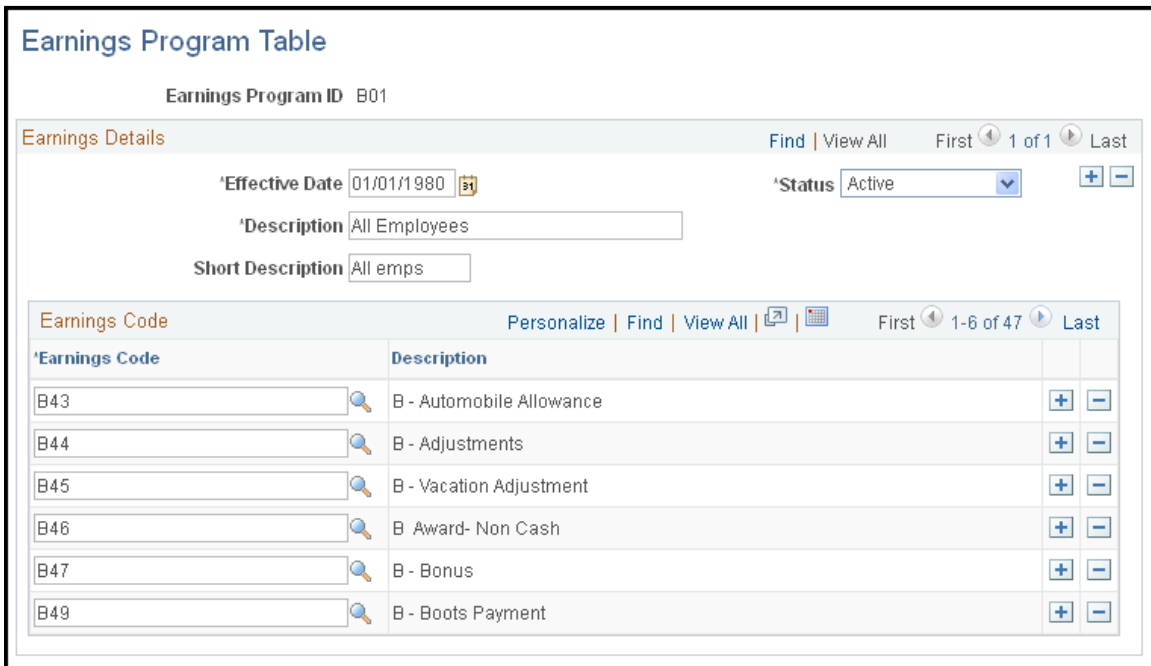 Earnings Program Table
Earnings Program ID B01
Earnings Details Find | View All First 1 of 1 Last
*Effective Date 01/01/1980 31 *Status Active
*Description All Employees
Short Description All emps
Earnings Code Personalize | Find | View All | | First 1-6 of 47 Last
*Earnings Code Description
B43 B - Automobile Allowance
B44 B - Adjustments
B45 B - Vacation Adjustment
B46 B Award- Non Cash
B47 B - Bonus
B49 B - Boots Payment